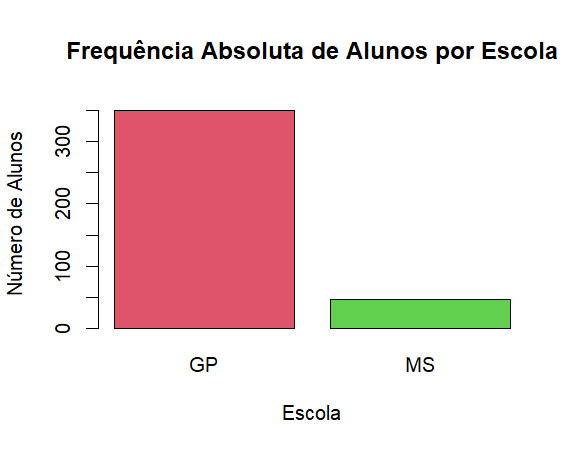 Frequência Absoluta de Alunos por Escola
Número de Alunos
300
200
100
0
GP MS
Escola